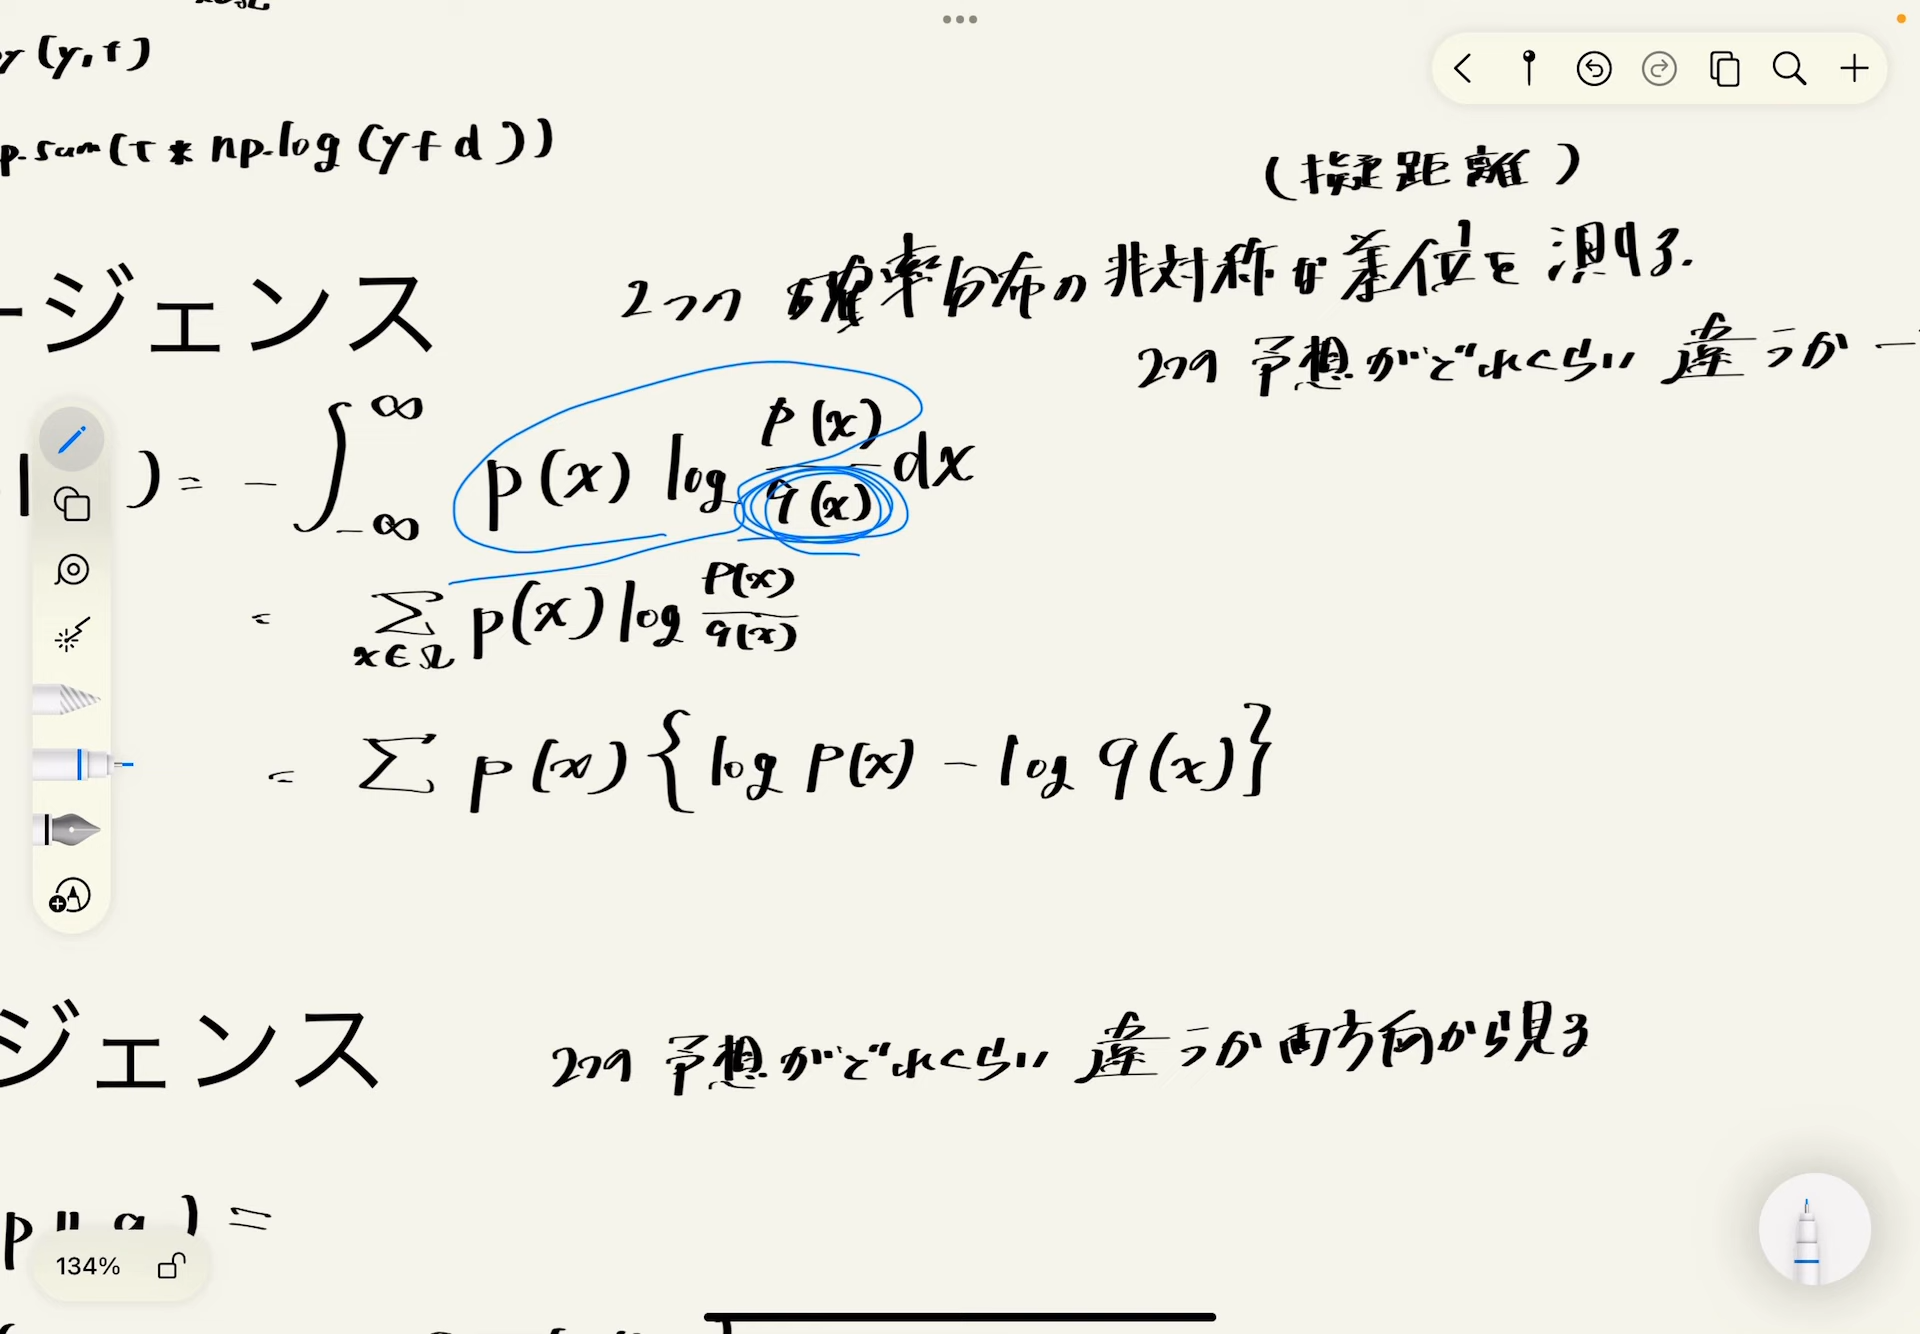 r (y, t)
p.sum(t * np.log (y + d ))
(擬距離)
ージェンス 2つの 確率分布の 非対称な 差位を 測る.
2つの 予想がどれくらい 違うか 一
) = - ∫_{-∞}^{∞} p(x) log p(x)/q(x) dx
= Σ_{x∈Ω} p(x) log P(x)/q(x)
= Σ p(x) { log P(x) - log q(x)}
ジェンス 2つの 予想がどれくらい 違うか 両方向から見る
p || q ) =
134%